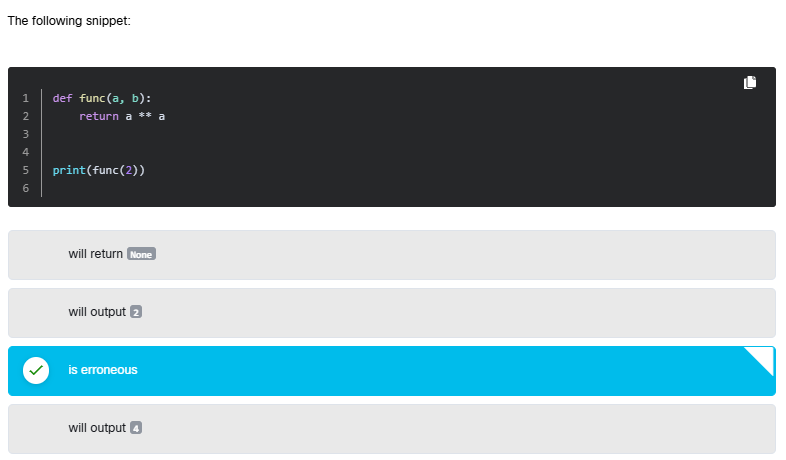 The following snippet:
1 def func(a, b):
2     return a ** a
3
4
5 print(func(2))
6
will return None
will output 2
is erroneous
will output 4